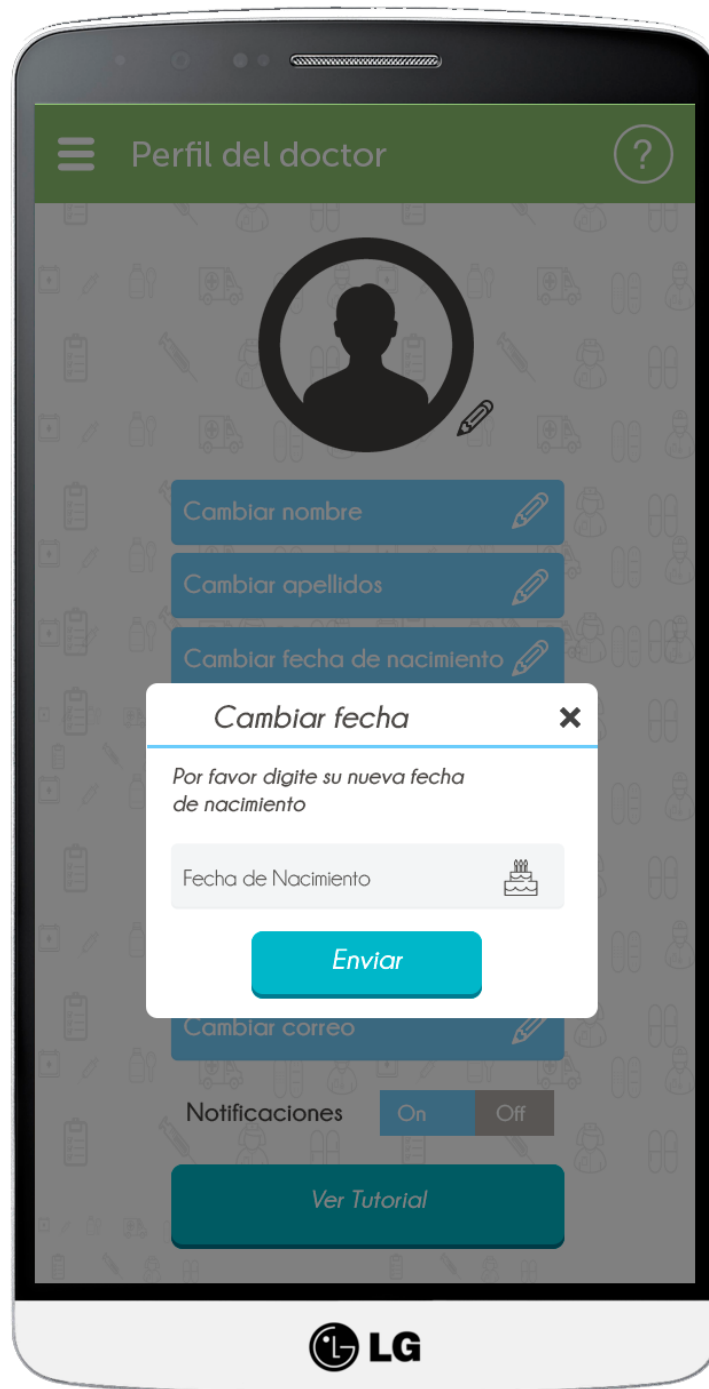 Perfil del doctor
?
Cambiar nombre
Cambiar apellidos
Cambiar fecha de nacimiento
Cambiar fecha
Por favor digite su nueva fecha
de nacimiento
Fecha de Nacimiento
Enviar
Cambiar correo
Notificaciones On Off
Ver Tutorial
LG